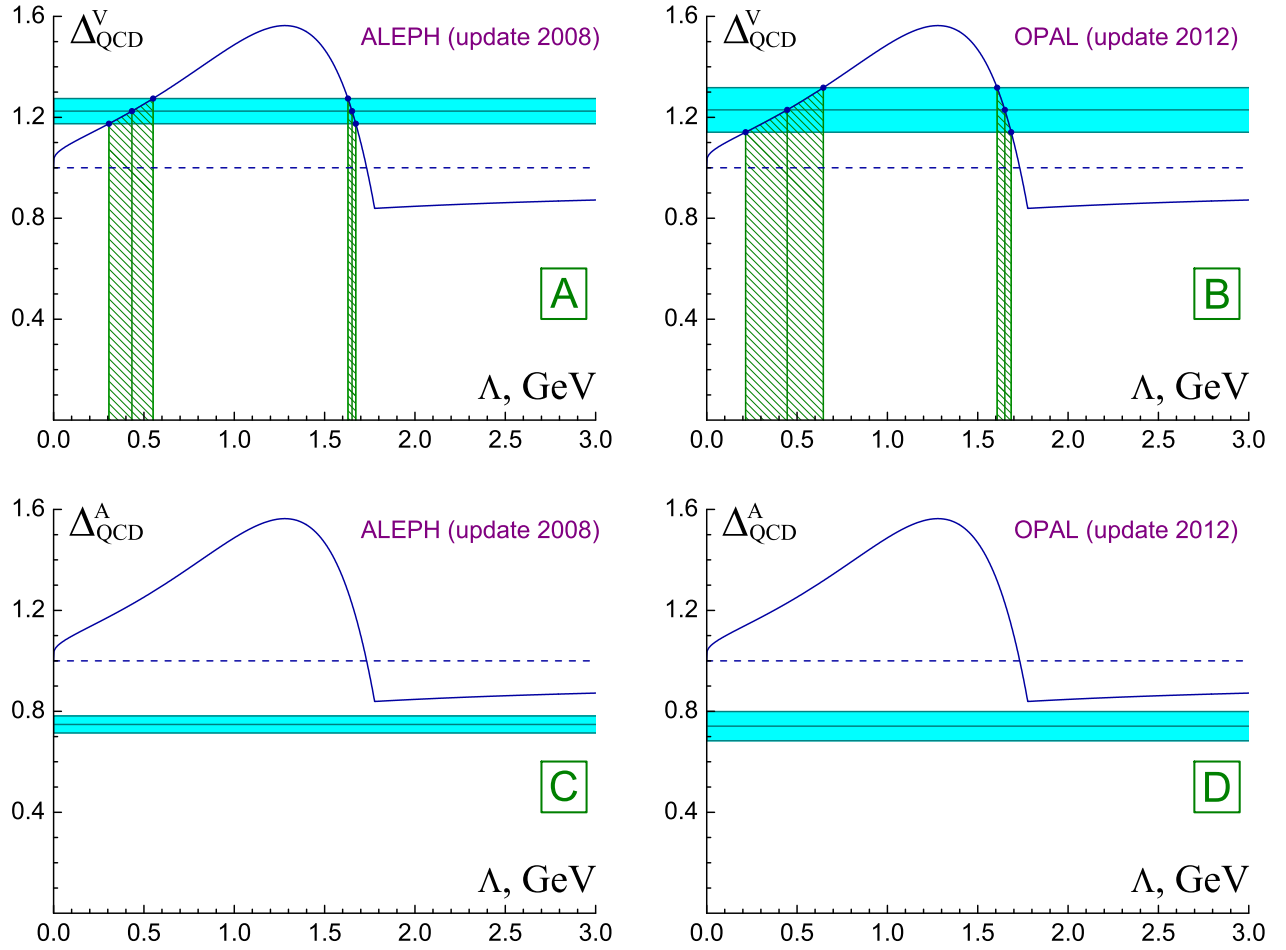 1.6
Δ^V_QCD
ALEPH (update 2008)
1.2
0.8
A
0.4
Λ, GeV
0.0 0.5 1.0 1.5 2.0 2.5 3.0
1.6
Δ^V_QCD
OPAL (update 2012)
1.2
0.8
B
0.4
Λ, GeV
0.0 0.5 1.0 1.5 2.0 2.5 3.0
1.6
Δ^A_QCD
ALEPH (update 2008)
1.2
0.8
C
0.4
Λ, GeV
0.0 0.5 1.0 1.5 2.0 2.5 3.0
1.6
Δ^A_QCD
OPAL (update 2012)
1.2
0.8
D
0.4
Λ, GeV
0.0 0.5 1.0 1.5 2.0 2.5 3.0